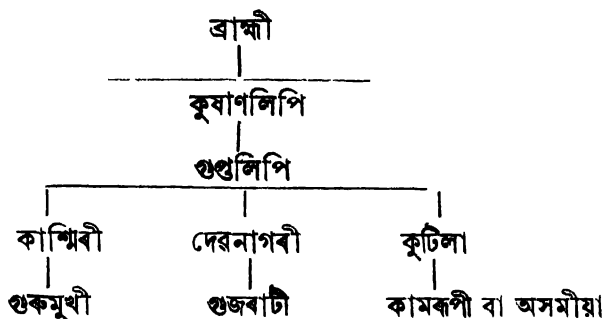 ব্ৰাহ্মী
কুষাণলিপি
গুপ্তলিপি
কাশ্মিৰী দেৱনাগৰী কুটিলা
গুৰুমুখী গুজৰাটী কামৰূপী বা অসমীয়া